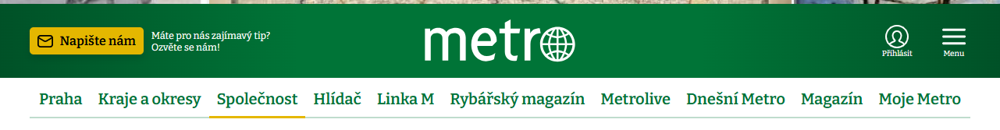 Napište nám
Máte pro nás zajímavý tip?
Ozvěte se nám!
metro
Přihlásit
Menu
Praha Kraje a okresy Společnost Hlídač Linka M Rybářský magazín Metrolive Dnešní Metro Magazín Moje Metro